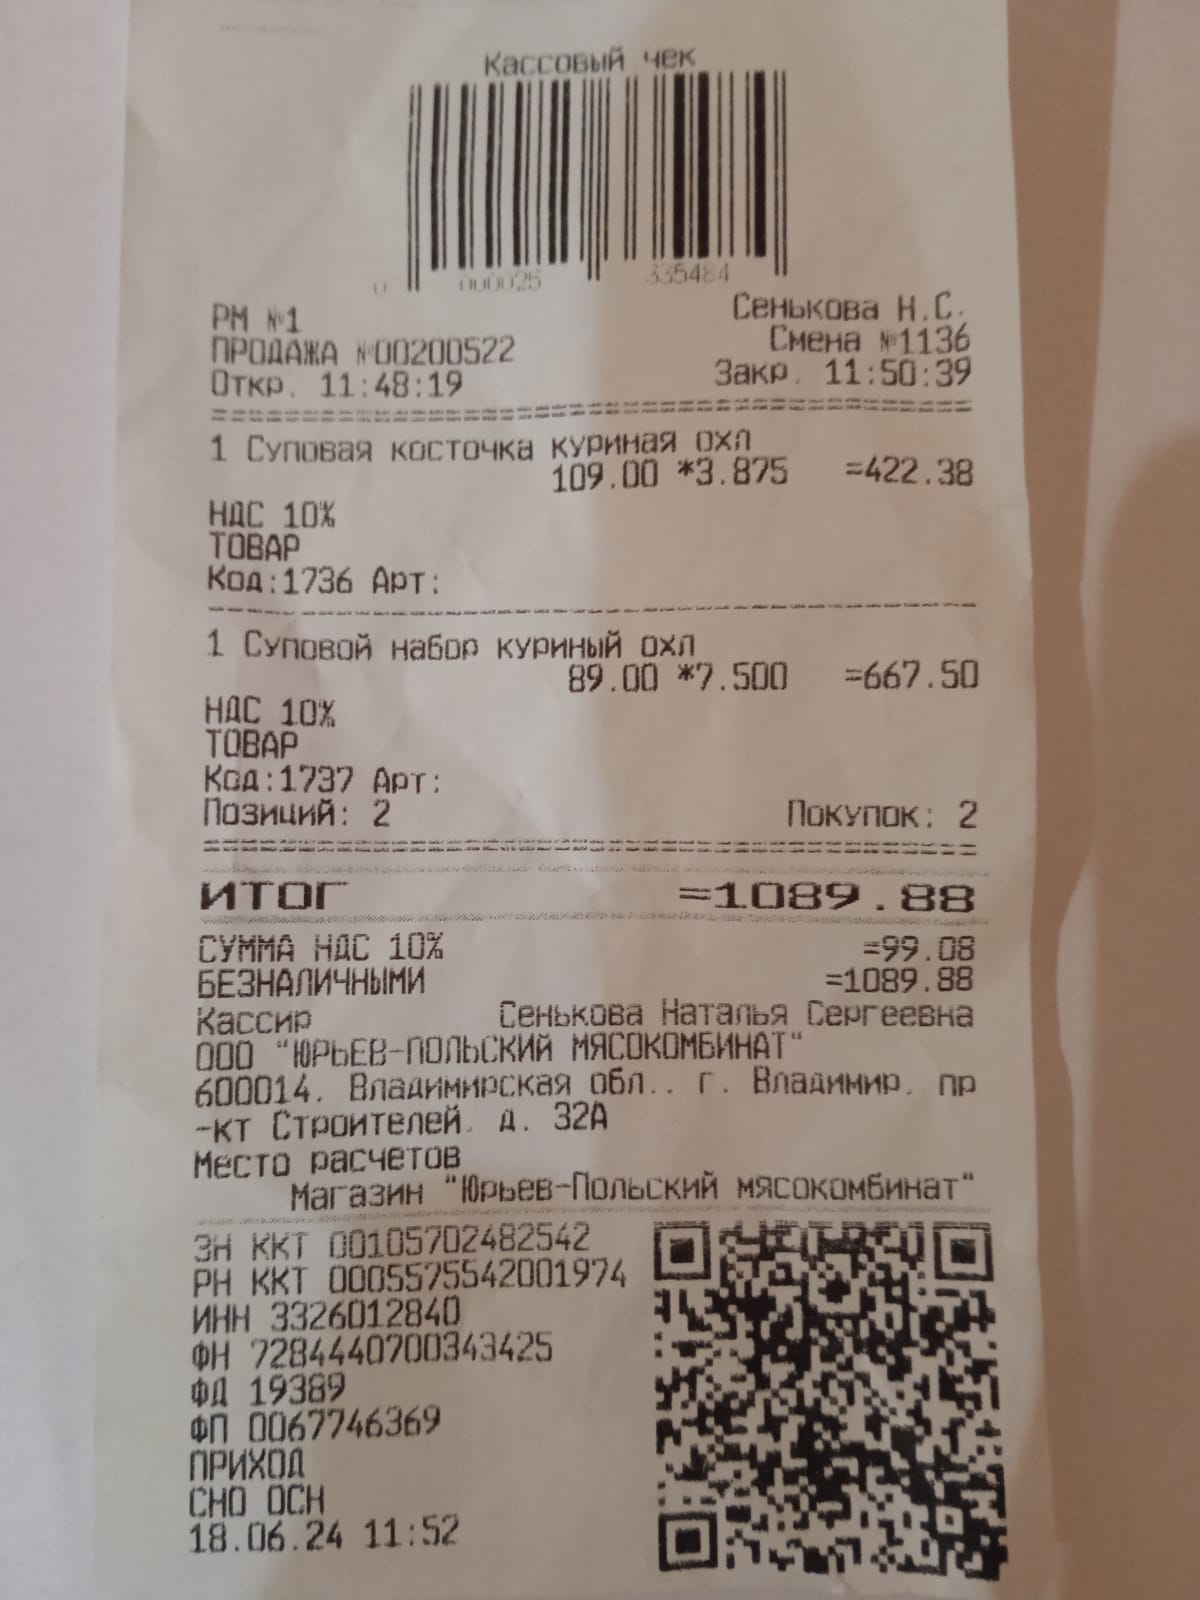 Кассовый чек
0 000025 335484
РМ №1 Сенькова Н.С.
ПРОДАЖА №00200522 Смена №1136
Откр. 11:48:19 Закр. 11:50:39
1 Суповая косточка куриная охл
109.00 *3.875 =422.38
НДС 10%
ТОВАР
Код:1736 Арт:
1 Суповой набор куриный охл
89.00 *7.500 =667.50
НДС 10%
ТОВАР
Код:1737 Арт:
Позиций: 2 Покупок: 2
ИТОГ =1089.88
СУММА НДС 10% =99.08
БЕЗНАЛИЧНЫМИ =1089.88
Кассир Сенькова Наталья Сергеевна
ООО "ЮРЬЕВ-ПОЛЬСКИЙ МЯСОКОМБИНАТ"
600014, Владимирская обл., г. Владимир, пр
-кт Строителей, д. 32А
Место расчетов
Магазин "Юрьев-Польский мясокомбинат"
ЗН ККТ 00105702482542
РН ККТ 0005575542001974
ИНН 3326012840
ФН 7284440700343425
ФД 19389
ФП 0067746369
ПРИХОД
СНО ОСН
18.06.24 11:52